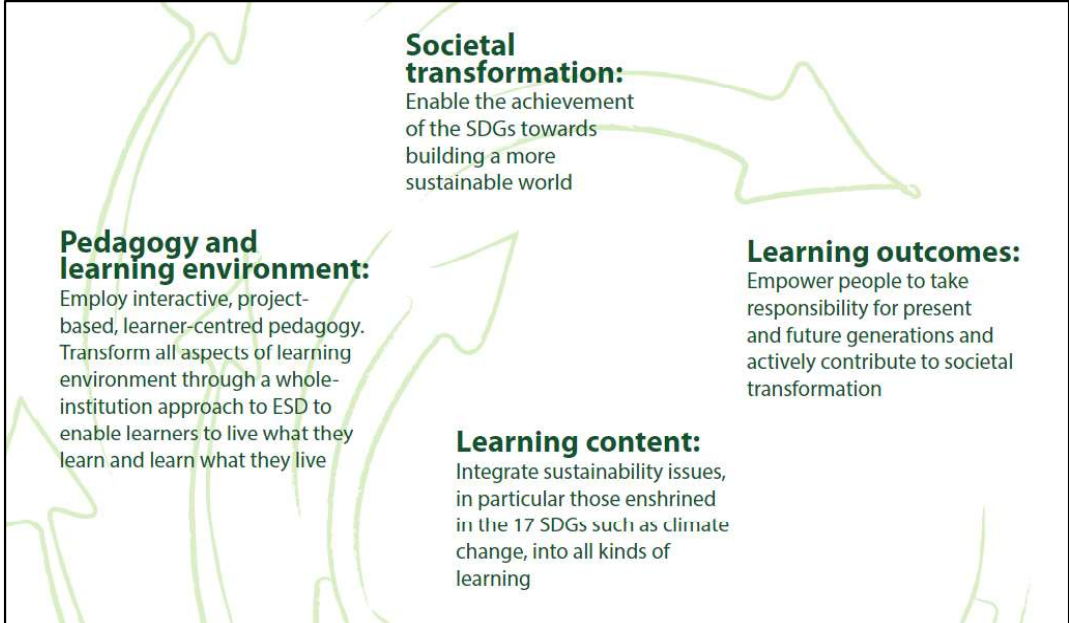 Societal
transformation:
Enable the achievement
of the SDGs towards
building a more
sustainable world
Pedagogy and
learning environment:
Employ interactive, project-
based, learner-centred pedagogy.
Transform all aspects of learning
environment through a whole-
institution approach to ESD to
enable learners to live what they
learn and learn what they live
Learning outcomes:
Empower people to take
responsibility for present
and future generations and
actively contribute to societal
transformation
Learning content:
Integrate sustainability issues,
in particular those enshrined
in the 17 SDGs such as climate
change, into all kinds of
learning